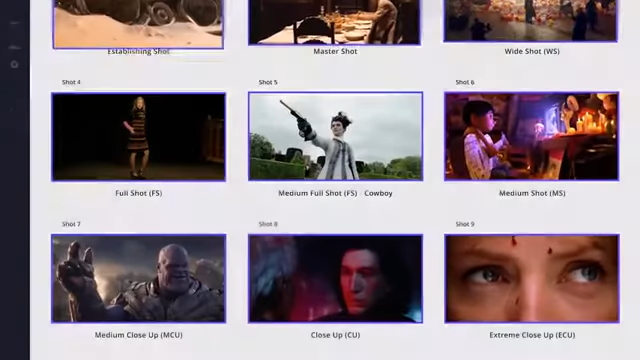 Establishing Shot
Master Shot
Wide Shot (WS)
Shot 4
Shot 5
Shot 6
Full Shot (FS)
Medium Full Shot (FS) Cowboy
Medium Shot (MS)
Shot 7
Shot 8
Shot 9
Medium Close Up (MCU)
Close Up (CU)
Extreme Close Up (ECU)